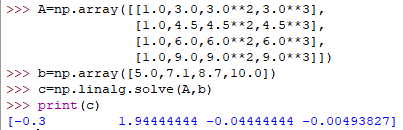 >>> A=np.array([[1.0,3.0,3.0**2,3.0**3],
                [1.0,4.5,4.5**2,4.5**3],
                [1.0,6.0,6.0**2,6.0**3],
                [1.0,9.0,9.0**2,9.0**3]])
>>> b=np.array([5.0,7.1,8.7,10.0])
>>> c=np.linalg.solve(A,b)
>>> print(c)
[-0.3         1.94444444 -0.04444444 -0.00493827]